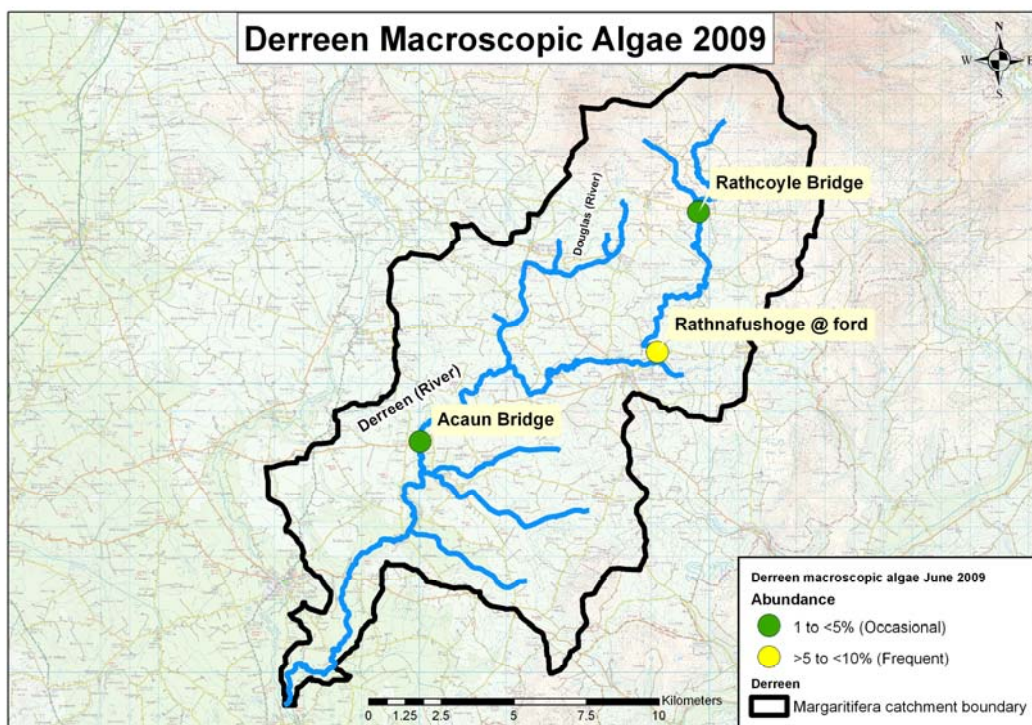 Derreen Macroscopic Algae 2009
N
W E
S
Rathcoyle Bridge
Douglas (River)
Rathnafushoge @ ford
Derreen (River)
Acaun Bridge
Derreen macroscopic algae June 2009
Abundance
1 to <5% (Occasional)
>5 to <10% (Frequent)
Derreen
Margaritifera catchment boundary
Kilometers
0 1.25 2.5 5 7.5 10